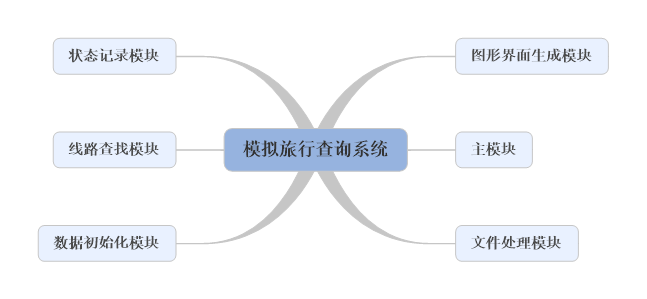 状态记录模块
图形界面生成模块
线路查找模块
模拟旅行查询系统
主模块
数据初始化模块
文件处理模块